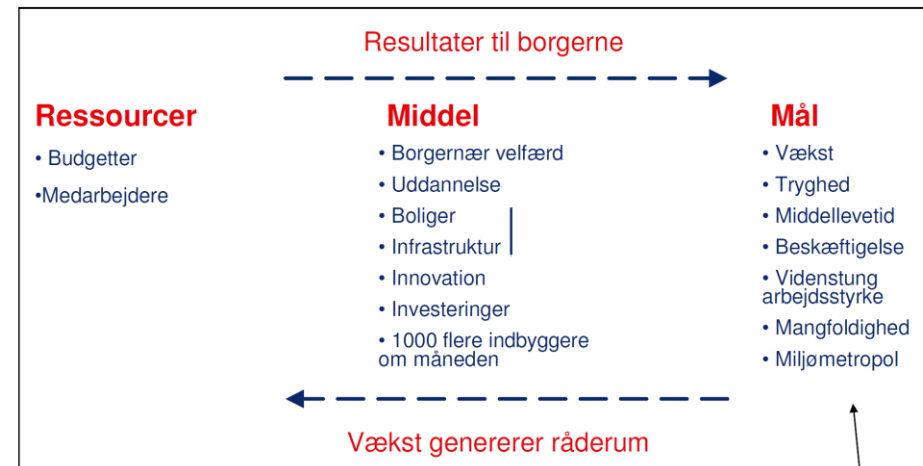 Resultater til borgerne
Ressourcer
• Budgetter
•Medarbejdere
Middel
• Borgernær velfærd
• Uddannelse
• Boliger
• Infrastruktur
• Innovation
• Investeringer
• 1000 flere indbyggere
om måneden
Mål
• Vækst
• Tryghed
• Middellevetid
• Beskæftigelse
• Videnstung
arbejdsstyrke
• Mangfoldighed
• Miljømetropol
Vækst genererer råderum